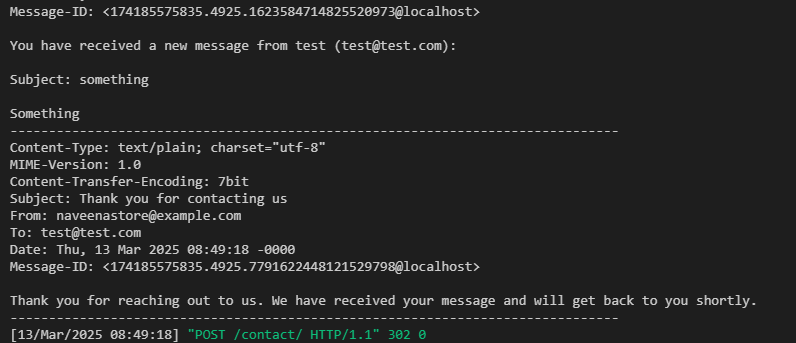 Message-ID: <174185575835.4925.1623584714825520973@localhost>
You have received a new message from test (test@test.com):
Subject: something
Something
-------------------------------------------------------------------------------
Content-Type: text/plain; charset="utf-8"
MIME-Version: 1.0
Content-Transfer-Encoding: 7bit
Subject: Thank you for contacting us
From: naveenastore@example.com
To: test@test.com
Date: Thu, 13 Mar 2025 08:49:18 -0000
Message-ID: <174185575835.4925.7791622448121529798@localhost>
Thank you for reaching out to us. We have received your message and will get back to you shortly.
-------------------------------------------------------------------------------
[13/Mar/2025 08:49:18] "POST /contact/ HTTP/1.1" 302 0